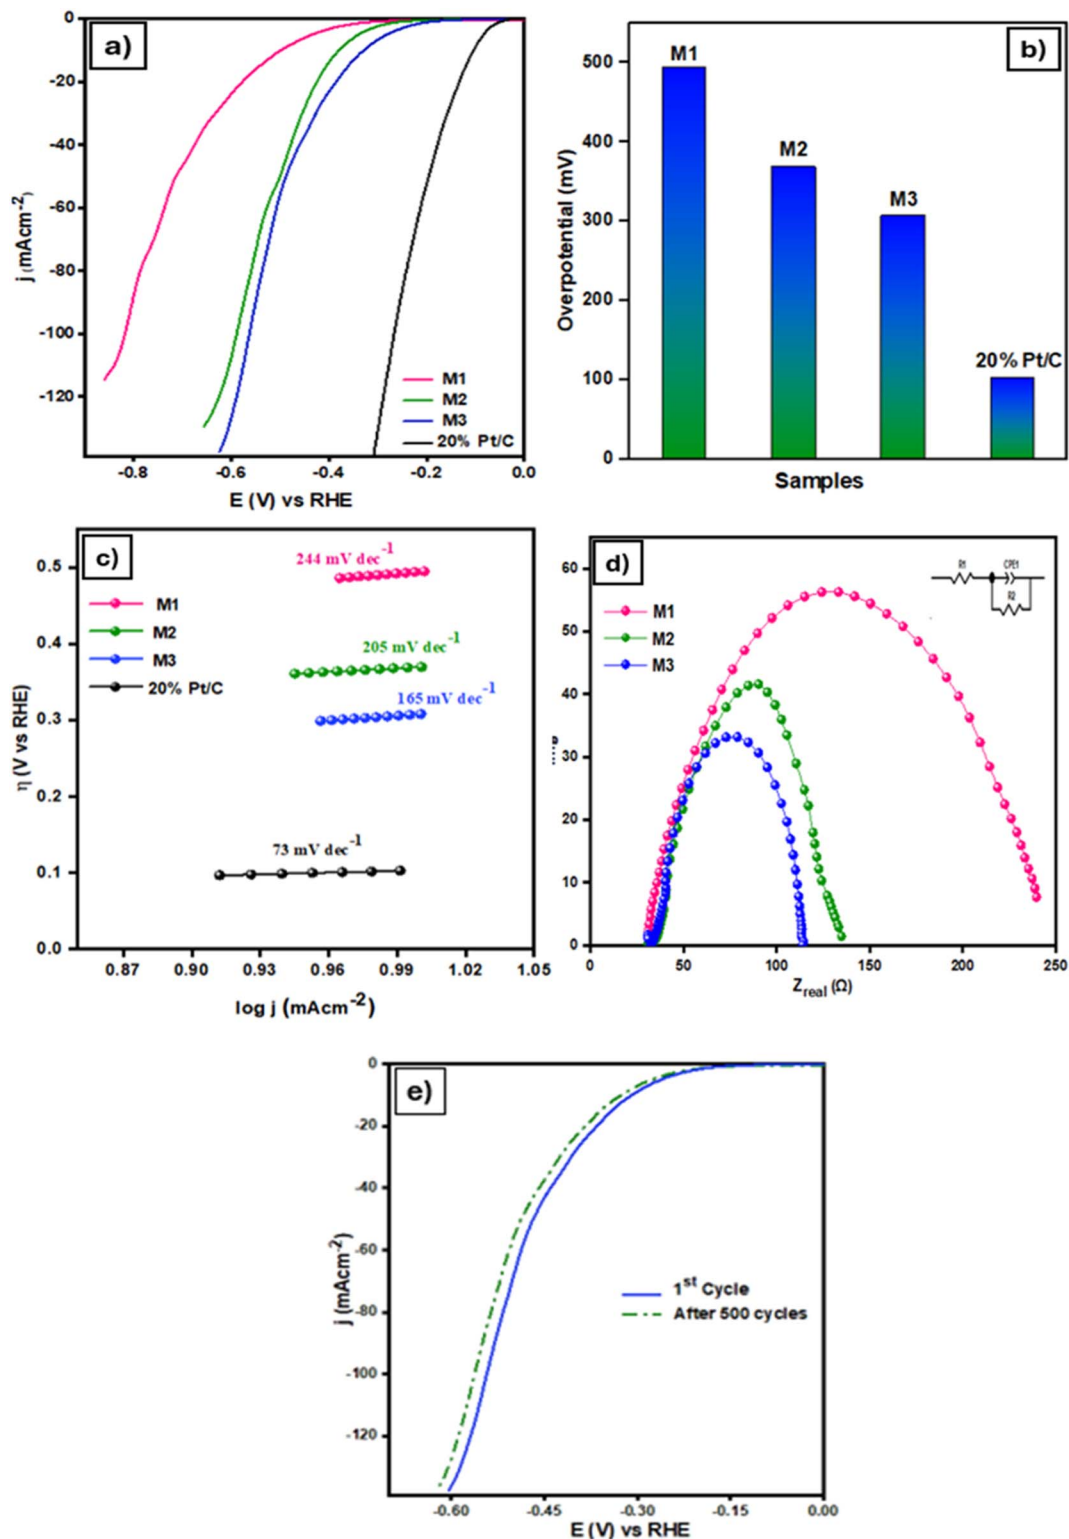 a)
0
-20
-40
-60
-80
-100
-120
j (mAcm-2)
M1
M2
M3
20% Pt/C
-0.8
-0.6
-0.4
-0.2
0.0
E (V) vs RHE
b)
500
400
300
200
100
0
Overpotential (mV)
M1
M2
M3
20% Pt/C
Samples
c)
0.5
0.4
0.3
0.2
0.1
0.0
η (V vs RHE)
244 mV dec-1
M1
M2
M3
20% Pt/C
205 mV dec-1
165 mV dec-1
73 mV dec-1
0.87
0.90
0.93
0.96
0.99
1.02
1.05
log j (mAcm-2)
d)
60
50
40
30
20
10
0
M1
M2
M3
R1
CPE1
R2
0
50
100
150
200
250
Zreal (Ω)
e)
0
-20
-40
-60
-80
-100
-120
j (mAcm-2)
1st Cycle
After 500 cycles
-0.60
-0.45
-0.30
-0.15
0.00
E (V) vs RHE